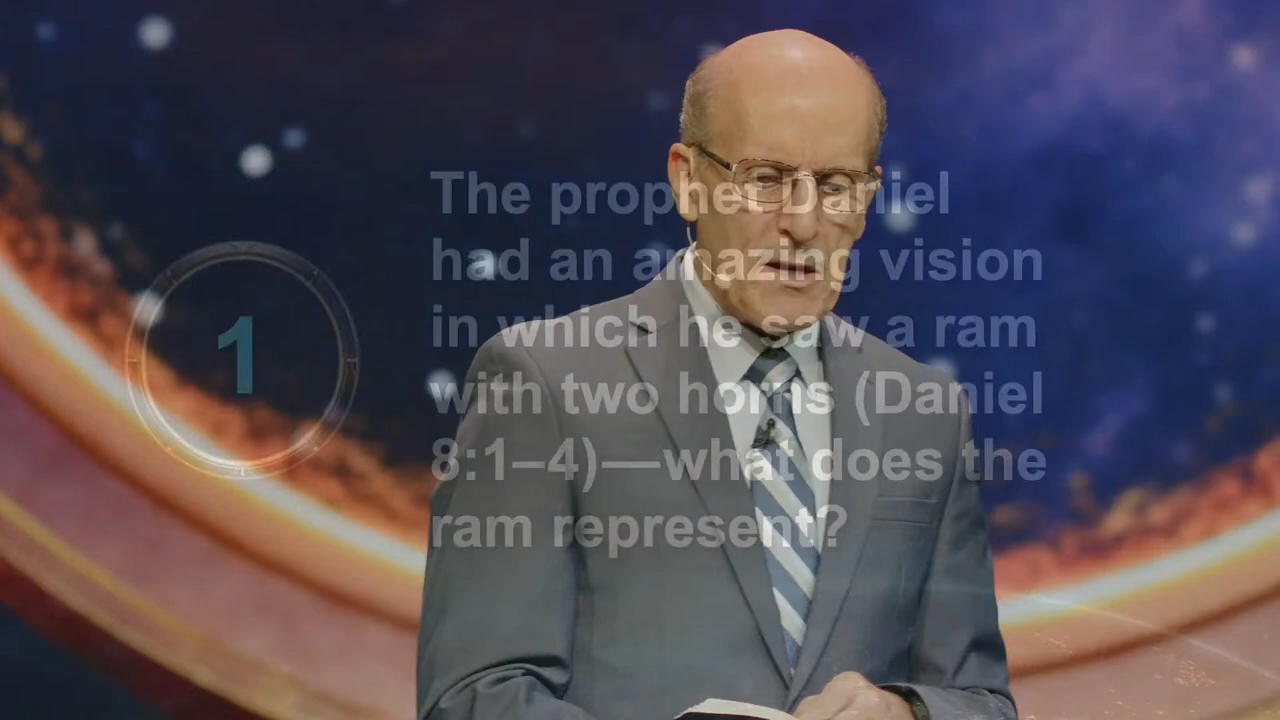 1
The prophet Daniel
had an amazing vision
in which he saw a ram
with two horns (Daniel
8:1–4)—what does the
ram represent?